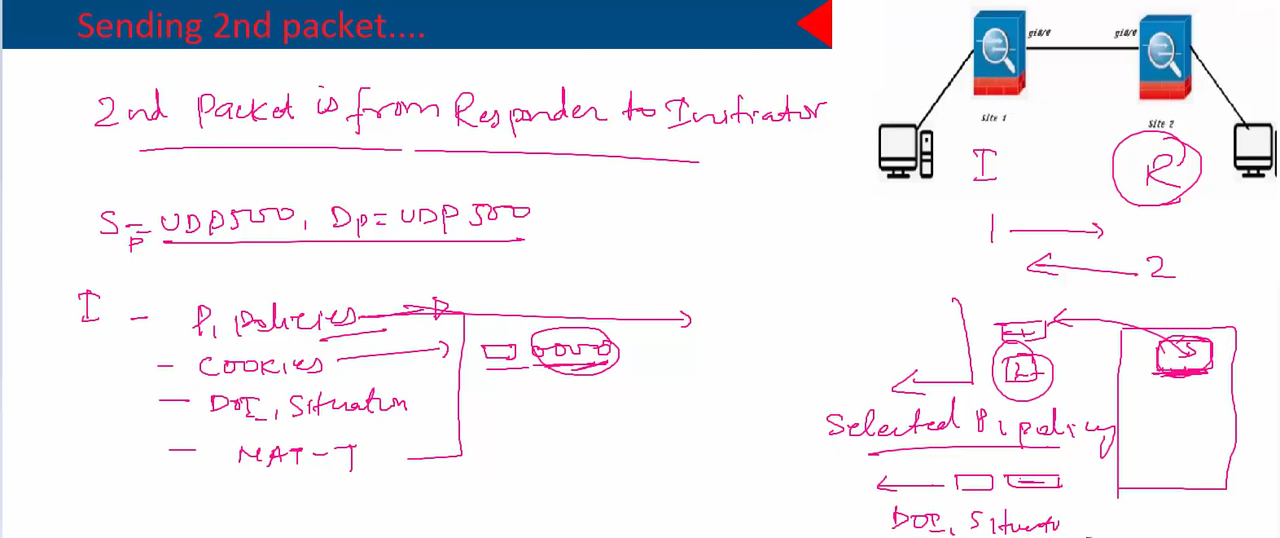 Sending 2nd packet....
gi0/0
gi0/0
Site 1
Site 2
2nd Packet is from Responder to Initiator
I
R
Sp= UDP500, Dp= UDP 500
1
2
I - P1 policies
- COOKIES
- DOI, Situation
- NAT-T
0000
Selected P1 policy
DOI, Situatn